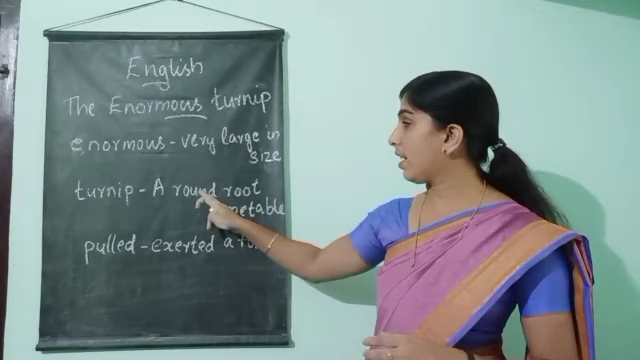 English
The Enormous turnip
enormous - very large in
size
turnip - A round root
pulled - exerted a